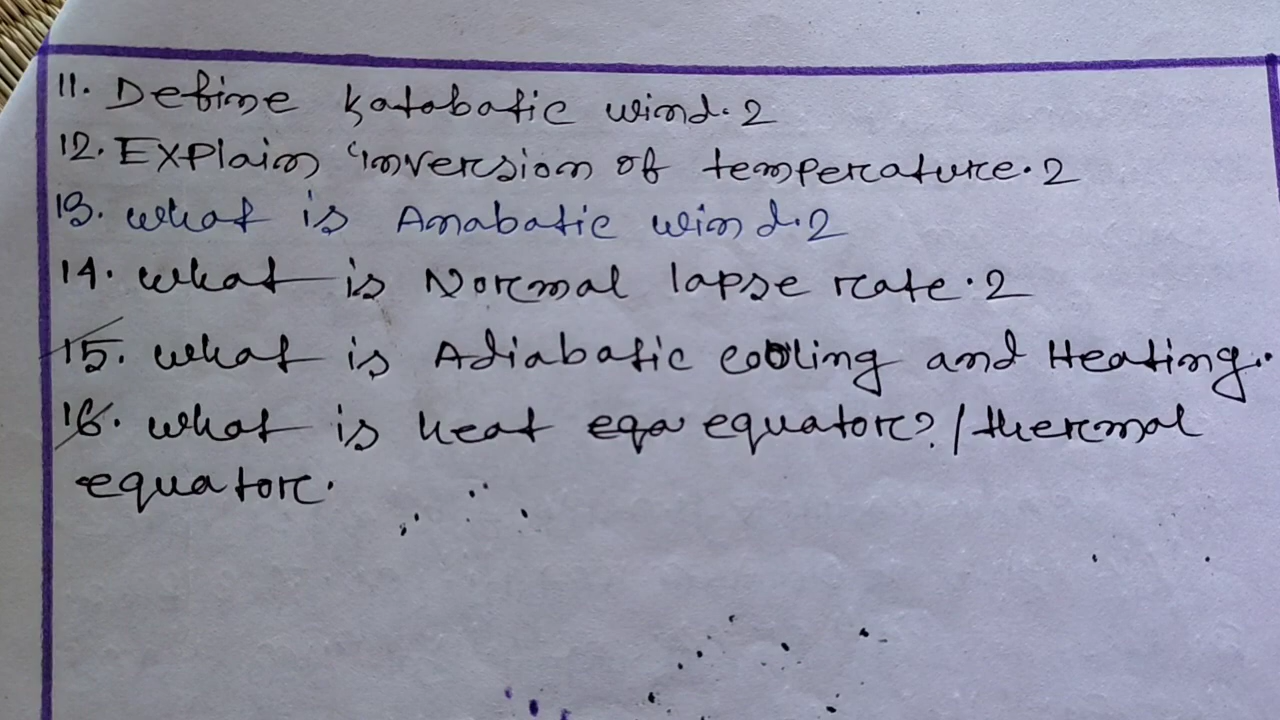 11. Define katabatic wind. 2
12. Explain inversion of temperature. 2
13. what is Anabatic wind. 2
14. what is Normal lapse rate. 2
15. what is Adiabatic cooling and Heating.
16. what is heat eqa equator? / thermal
equator.